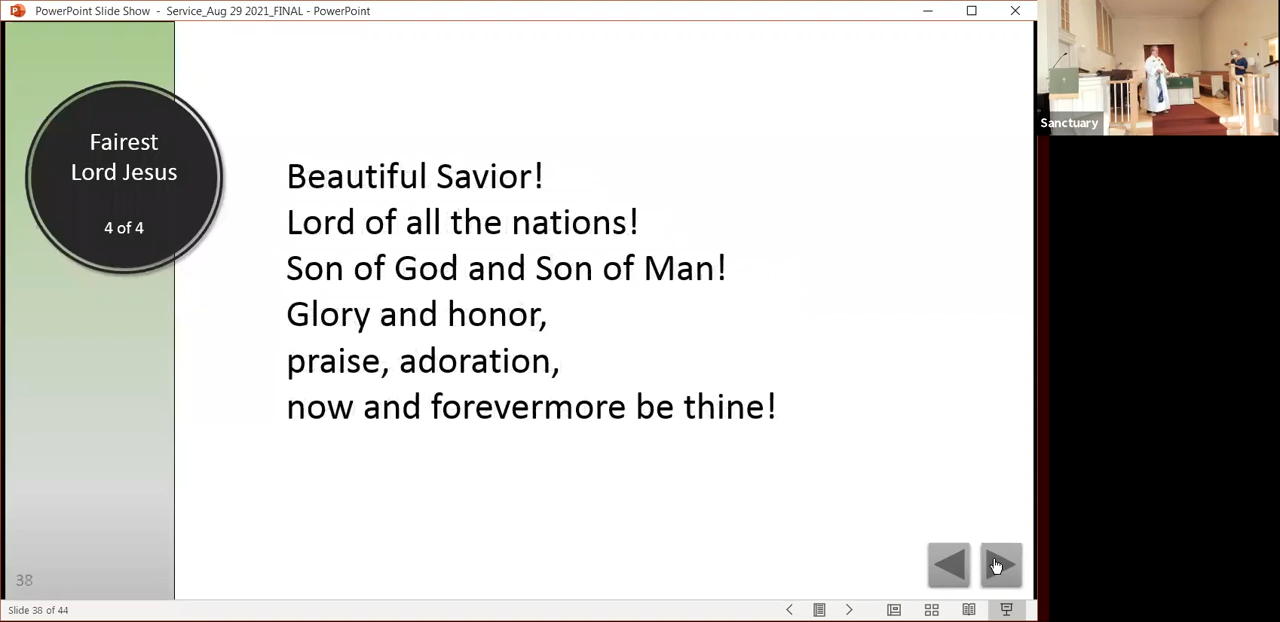 PowerPoint Slide Show - Service_Aug 29 2021_FINAL - PowerPoint
Fairest
Lord Jesus
4 of 4
Beautiful Savior!
Lord of all the nations!
Son of God and Son of Man!
Glory and honor,
praise, adoration,
now and forevermore be thine!
38
Slide 38 of 44
Sanctuary